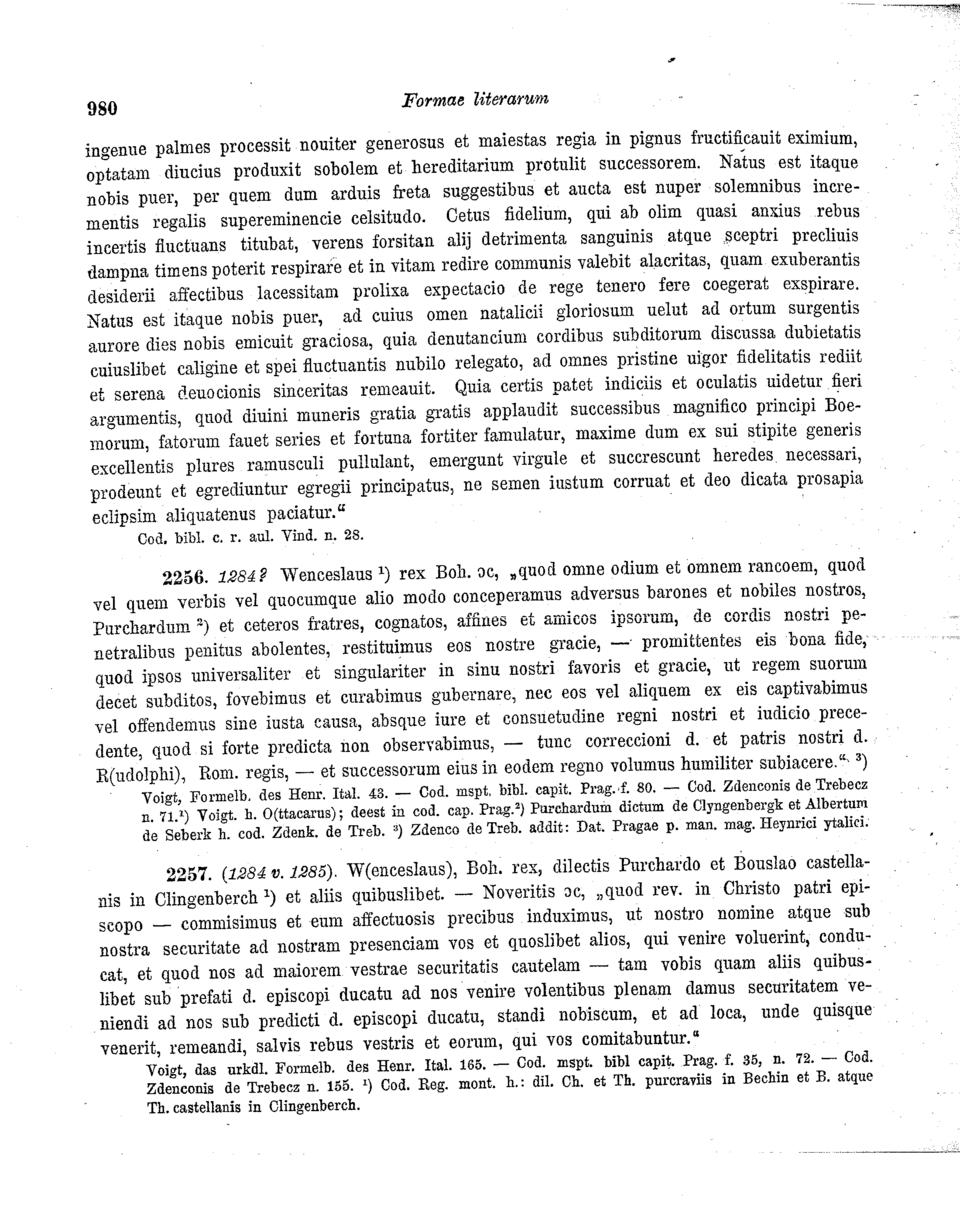 980
Formae literarum
ingenue palmes processit nouiter generosus et maiestas regia in pignus fructificauit eximium,
optatam diucius produxit sobolem et hereditarium protulit successorem. Natus est itaque
nobis puer, per quem dum arduis freta suggestibus et aucta est nuper solemnibus incre-
mentis regalis supereminencie celsitudo. Cetus fidelium, qui ab olim quasi anxius rebus
incertis fluctuans titubat, verens forsitan alij detrimenta sanguinis atque sceptri precliuis
dampna timens poterit respirare et in vitam redire communis valebit alacritas, quam exuberantis
desiderii affectibus lacessitam prolixa expectacio de rege tenero fere coegerat exspirare.
Natus est itaque nobis puer, ad cuius omen natalicii gloriosum uelut ad ortum surgentis
aurore dies nobis emicuit graciosa, quia denutancium cordibus subditorum discussa dubietatis
cuiuslibet caligine et spei fluctuantis nubilo relegato, ad omnes pristine uigor fidelitatis rediit
et serena deuocionis sinceritas remeauit. Quia certis patet indiciis et oculatis uidetur fieri
argumentis, quod diuini muneris gratia gratis applaudit successibus magnifico principi Boe-
morum, fatorum fauet series et fortuna fortiter famulatur, maxime dum ex sui stipite generis
excellentis plures ramusculi pullulant, emergunt virgule et succrescunt heredes necessari,
prodeunt et egrediuntur egregii principatus, ne semen iustum corruat et deo dicata prosapia
eclipsim aliquatenus paciatur.“
Cod. bibl. c. r. aul. Vind. n. 28.
2256. 1284? Wenceslaus ¹) rex Boh. ɔc, „quod omne odium et omnem rancoem, quod
vel quem verbis vel quocumque alio modo conceperamus adversus barones et nobiles nostros,
Purchardum ²) et ceteros fratres, cognatos, affines et amicos ipsorum, de cordis nostri pe-
netralibus penitus abolentes, restituimus eos nostre gracie, — promittentes eis bona fide,
quod ipsos universaliter et singulariter in sinu nostri favoris et gracie, ut regem suorum
decet subditos, fovebimus et curabimus gubernare, nec eos vel aliquem ex eis captivabimus
vel offendemus sine iusta causa, absque iure et consuetudine regni nostri et iudicio prece-
dente, quod si forte predicta non observabimus, — tunc correccioni d. et patris nostri d.
R(udolphi), Rom. regis, — et successorum eius in eodem regno volumus humiliter subiacere.“ ³)
Voigt, Formelb. des Henr. Ital. 43. — Cod. mspt. bibl. capit. Prag. f. 80. — Cod. Zdenconis de Trebecz
n. 71.¹) Voigt. h. O(ttacarus); deest in cod. cap. Prag.²) Purchardum dictum de Clyngenbergk et Albertum
de Seberk h. cod. Zdenk. de Treb. ³) Zdenco de Treb. addit: Dat. Pragae p. man. mag. Heynrici ytalici.
2257. (1284 v. 1285). W(enceslaus), Boh. rex, dilectis Purchardo et Bouslao castella-
nis in Clingenberch ¹) et aliis quibuslibet. — Noveritis ɔc, „quod rev. in Christo patri epi-
scopo — commisimus et eum affectuosis precibus induximus, ut nostro nomine atque sub
nostra securitate ad nostram presenciam vos et quoslibet alios, qui venire voluerint, condu-
cat, et quod nos ad maiorem vestrae securitatis cautelam — tam vobis quam aliis quibus-
libet sub prefati d. episcopi ducatu ad nos venire volentibus plenam damus securitatem ve-
niendi ad nos sub predicti d. episcopi ducatu, standi nobiscum, et ad loca, unde quisque
venerit, remeandi, salvis rebus vestris et eorum, qui vos comitabuntur.“
Voigt, das urkdl. Formelb. des Henr. Ital. 165. — Cod. mspt. bibl capit. Prag. f. 35, n. 72. — Cod.
Zdenconis de Trebecz n. 155. ¹) Cod. Reg. mont. h.: dil. Ch. et Th. purcraviis in Bechin et B. atque
Th. castellanis in Clingenberch.